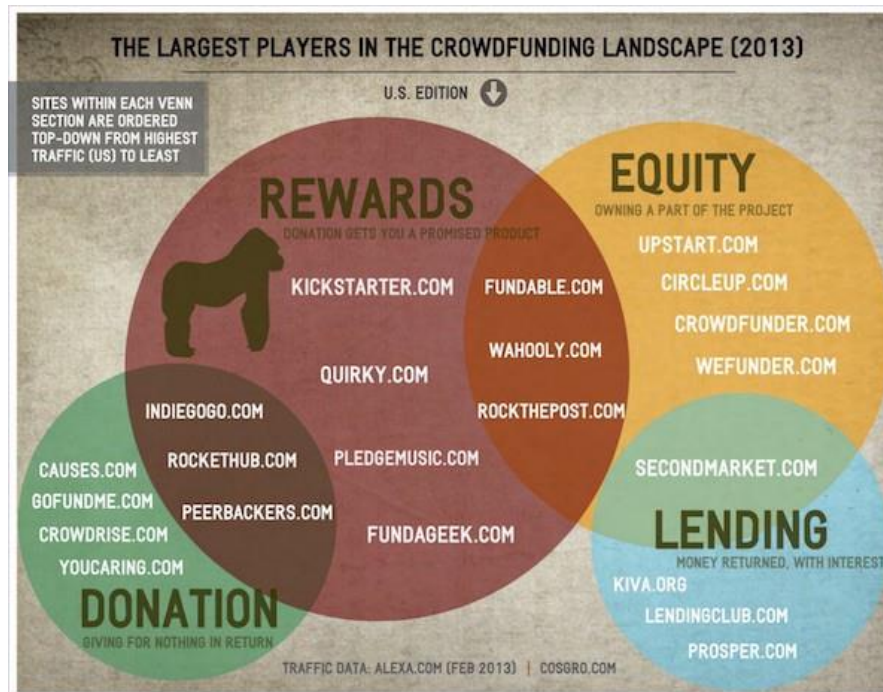 THE LARGEST PLAYERS IN THE CROWDFUNDING LANDSCAPE (2013)
U.S. EDITION
SITES WITHIN EACH VENN
SECTION ARE ORDERED
TOP-DOWN FROM HIGHEST
TRAFFIC (US) TO LEAST
REWARDS
DONATION GETS YOU A PROMISED PRODUCT
KICKSTARTER.COM
QUIRKY.COM
PLEDGEMUSIC.COM
FUNDAGEEK.COM
FUNDABLE.COM
WAHOOLY.COM
ROCKTHEPOST.COM
EQUITY
OWNING A PART OF THE PROJECT
UPSTART.COM
CIRCLEUP.COM
CROWDFUNDER.COM
WEFUNDER.COM
SECONDMARKET.COM
LENDING
MONEY RETURNED, WITH INTEREST
KIVA.ORG
LENDINGCLUB.COM
PROSPER.COM
INDIEGOGO.COM
ROCKETHUB.COM
PEERBACKERS.COM
CAUSES.COM
GOFUNDME.COM
CROWDRISE.COM
YOUCARING.COM
DONATION
GIVING FOR NOTHING IN RETURN
TRAFFIC DATA: ALEXA.COM (FEB 2013) | COSGRO.COM